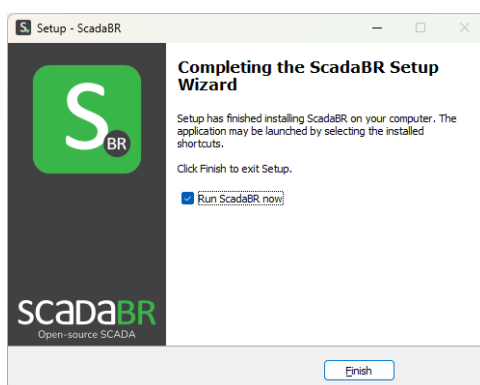 S Setup - ScadaBR
S
BR
Completing the ScadaBR Setup
Wizard
Setup has finished installing ScadaBR on your computer. The
application may be launched by selecting the installed
shortcuts.
Click Finish to exit Setup.
Run ScadaBR now
scadaBR
Open-source SCADA
Finish